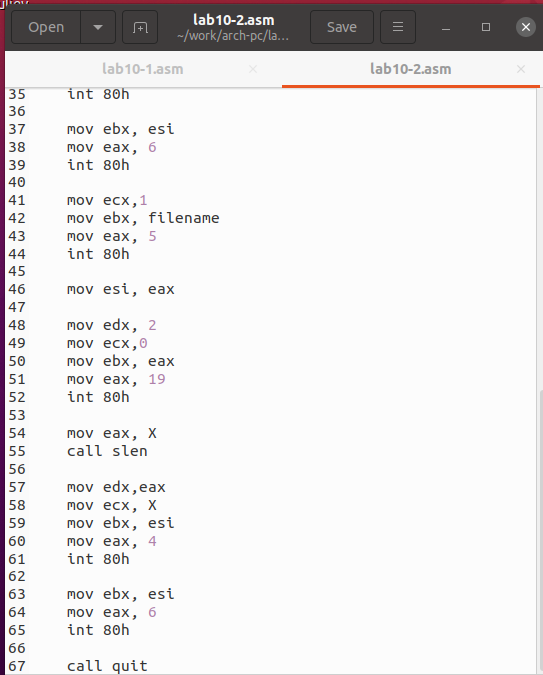 lab10-2.asm
Open
~/work/arch-pc/la...
Save
lab10-1.asm
lab10-2.asm
35 int 80h
36
37 mov ebx, esi
38 mov eax, 6
39 int 80h
40
41 mov ecx,1
42 mov ebx, filename
43 mov eax, 5
44 int 80h
45
46 mov esi, eax
47
48 mov edx, 2
49 mov ecx,0
50 mov ebx, eax
51 mov eax, 19
52 int 80h
53
54 mov eax, X
55 call slen
56
57 mov edx,eax
58 mov ecx, X
59 mov ebx, esi
60 mov eax, 4
61 int 80h
62
63 mov ebx, esi
64 mov eax, 6
65 int 80h
66
67 call quit